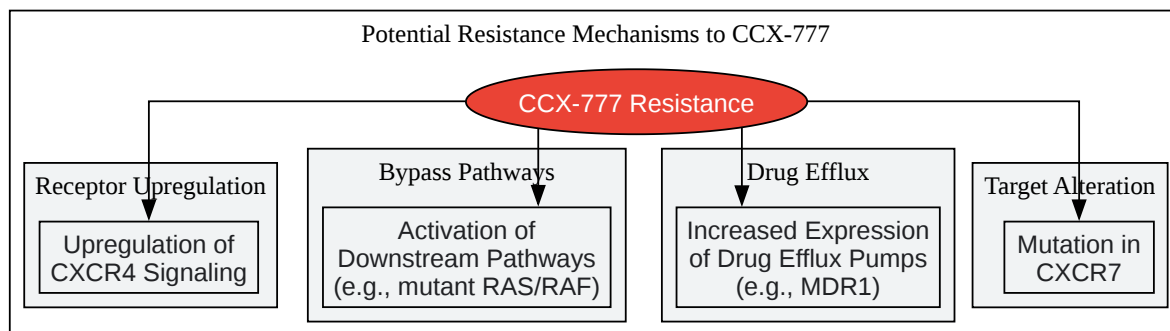 Potential Resistance Mechanisms to CCX-777
CCX-777 Resistance
Receptor Upregulation
Upregulation of
CXCR4 Signaling
Bypass Pathways
Activation of
Downstream Pathways
(e.g., mutant RAS/RAF)
Drug Efflux
Increased Expression
of Drug Efflux Pumps
(e.g., MDR1)
Target Alteration
Mutation in
CXCR7